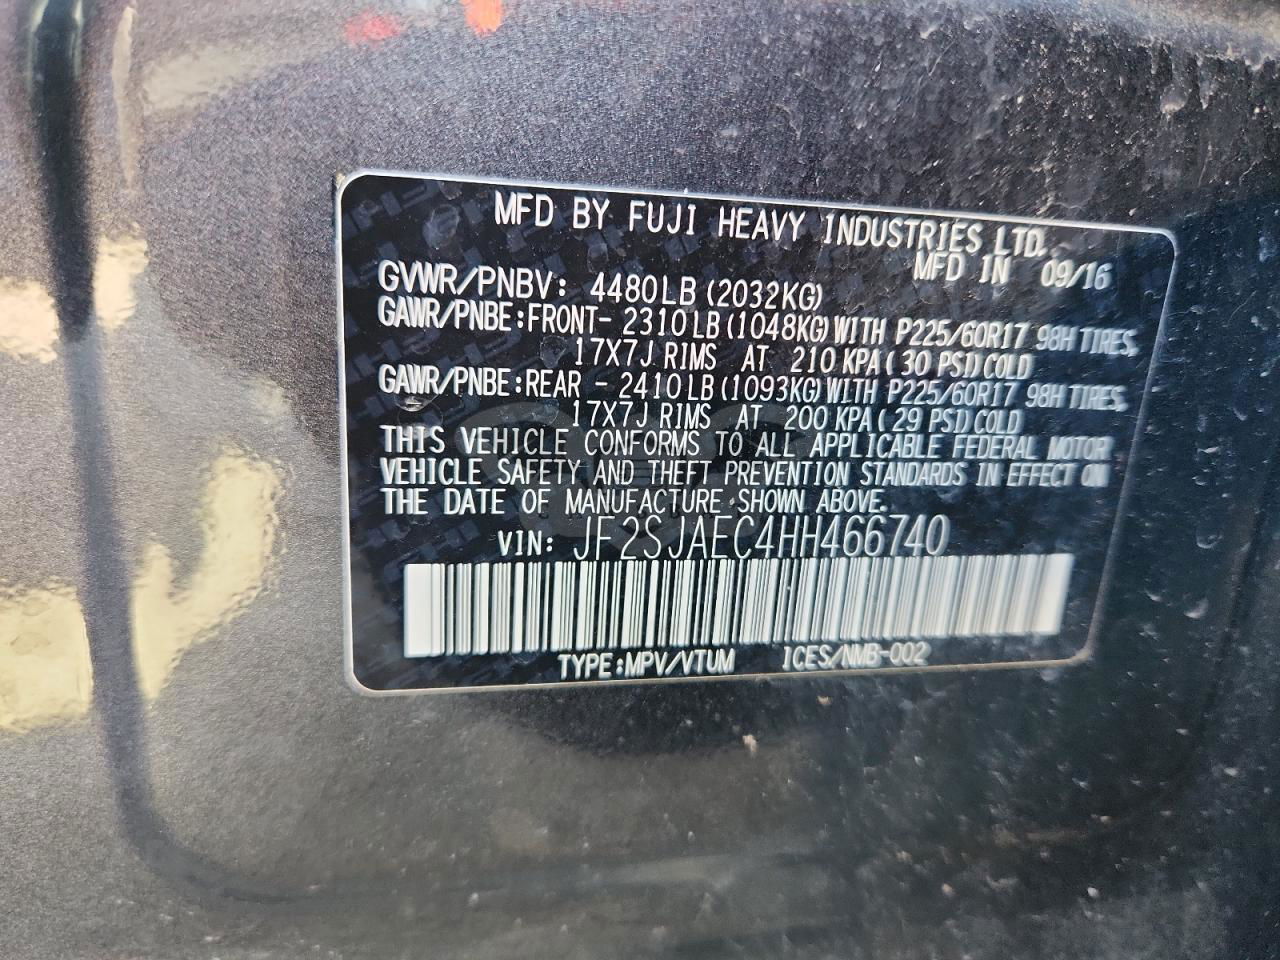 MFD BY FUJI HEAVY INDUSTRIES LTD.
MFD IN 09/16
GVWR/PNBV: 4480LB (2032KG)
GAWR/PNBE:FRONT- 2310LB (1048KG) WITH P225/60R17 98H TIRES,
17X7J RIMS AT 210 KPA( 30 PSI) COLD
GAWR/PNBE:REAR - 2410LB (1093KG) WITH P225/60R17 98H TIRES,
17X7J RIMS AT 200 KPA( 29 PSI) COLD
THIS VEHICLE CONFORMS TO ALL APPLICABLE FEDERAL MOTOR
VEHICLE SAFETY AND THEFT PREVENTION STANDARDS IN EFFECT ON
THE DATE OF MANUFACTURE SHOWN ABOVE.
VIN: JF2SJAEC4HH466740
TYPE:MPV/VTUM ICES/NMB-002